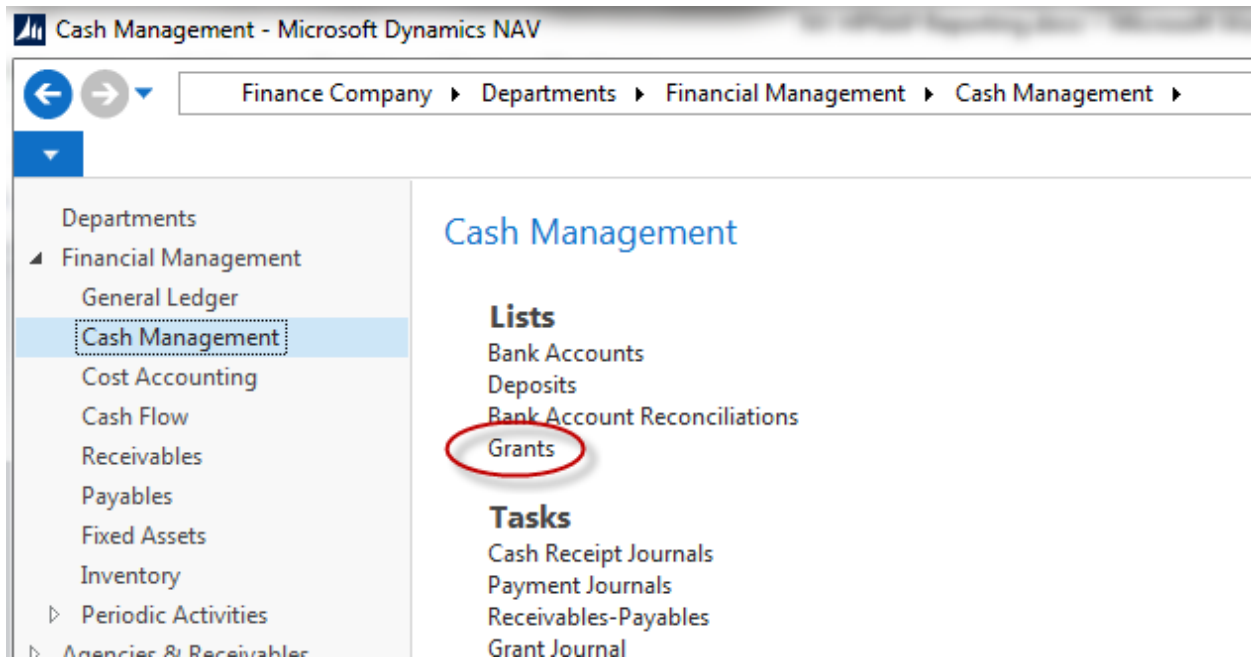 Cash Management - Microsoft Dynamics NAV
Finance Company Departments Financial Management Cash Management
Departments
Financial Management
General Ledger
Cash Management
Cost Accounting
Cash Flow
Receivables
Payables
Fixed Assets
Inventory
Periodic Activities
Agencies & Receivables
Cash Management
Lists
Bank Accounts
Deposits
Bank Account Reconciliations
Grants
Tasks
Cash Receipt Journals
Payment Journals
Receivables-Payables
Grant Journal